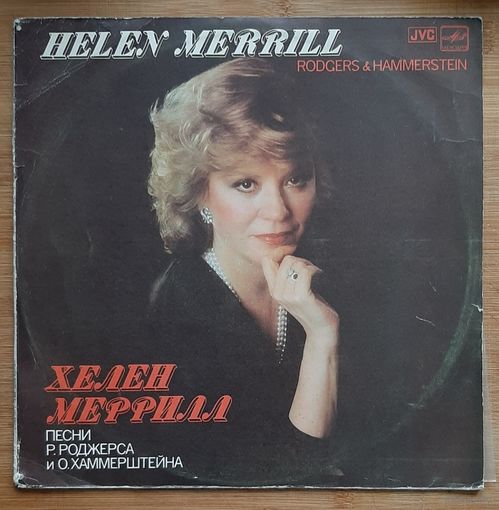 HELEN MERRILL
JVC
RODGERS & HAMMERSTEIN
ХЕЛЕН
МЕРРИЛЛ
ПЕСНИ
Р. РОДЖЕРСА
и О. ХАММЕРШТЕЙНА